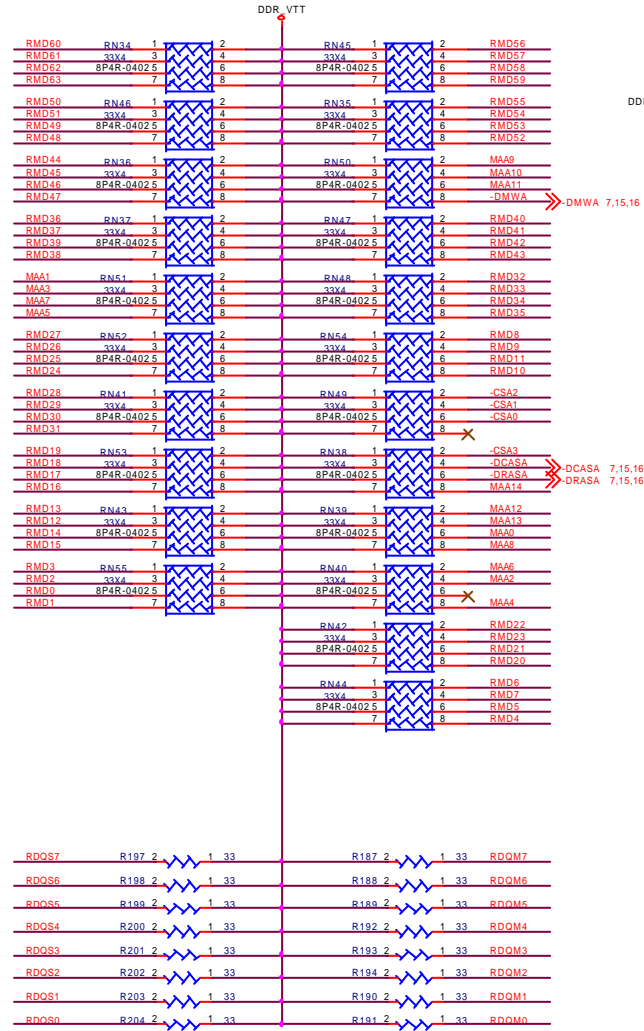 DDR_VTT
DD
RMD60 RN34 1 2 RN45 1 2 RMD56
RMD61 33X4 3 4 33X4 3 4 RMD57
RMD62 8P4R-0402 5 6 8P4R-0402 5 6 RMD58
RMD63 7 8 7 8 RMD59
RMD50 RN46 1 2 RN35 1 2 RMD55
RMD51 33X4 3 4 33X4 3 4 RMD54
RMD49 8P4R-0402 5 6 8P4R-0402 5 6 RMD53
RMD48 7 8 7 8 RMD52
RMD44 RN36 1 2 RN50 1 2 MAA9
RMD45 33X4 3 4 33X4 3 4 MAA10
RMD46 8P4R-0402 5 6 8P4R-0402 5 6 MAA11
RMD47 7 8 7 8 -DMWA -DMWA 7,15,16
RMD36 RN37 1 2 RN47 1 2 RMD40
RMD37 33X4 3 4 33X4 3 4 RMD41
RMD39 8P4R-0402 5 6 8P4R-0402 5 6 RMD42
RMD38 7 8 7 8 RMD43
MAA1 RN51 1 2 RN48 1 2 RMD32
MAA3 33X4 3 4 33X4 3 4 RMD33
MAA7 8P4R-0402 5 6 8P4R-0402 5 6 RMD34
MAA5 7 8 7 8 RMD35
RMD27 RN52 1 2 RN54 1 2 RMD8
RMD26 33X4 3 4 33X4 3 4 RMD9
RMD25 8P4R-0402 5 6 8P4R-0402 5 6 RMD11
RMD24 7 8 7 8 RMD10
RMD28 RN41 1 2 RN49 1 2 -CSA2
RMD29 33X4 3 4 33X4 3 4 -CSA1
RMD30 8P4R-0402 5 6 8P4R-0402 5 6 -CSA0
RMD31 7 8 7 8
RMD19 RN53 1 2 RN38 1 2 -CSA3
RMD18 33X4 3 4 33X4 3 4 -DCASA -DCASA 7,15,16
RMD17 8P4R-0402 5 6 8P4R-0402 5 6 -DRASA -DRASA 7,15,16
RMD16 7 8 7 8 MAA14
RMD13 RN43 1 2 RN39 1 2 MAA12
RMD12 33X4 3 4 33X4 3 4 MAA13
RMD14 8P4R-0402 5 6 8P4R-0402 5 6 MAA0
RMD15 7 8 7 8 MAA8
RMD3 RN55 1 2 RN40 1 2 MAA6
RMD2 33X4 3 4 33X4 3 4 MAA2
RMD0 8P4R-0402 5 6 8P4R-0402 5 6
RMD1 7 8 7 8 MAA4
RN42 1 2 RMD22
33X4 3 4 RMD23
8P4R-0402 5 6 RMD21
7 8 RMD20
RN44 1 2 RMD6
33X4 3 4 RMD7
8P4R-0402 5 6 RMD5
7 8 RMD4
RDQS7 R197 2 1 33 R187 2 1 33 RDQM7
RDQS6 R198 2 1 33 R188 2 1 33 RDQM6
RDQS5 R199 2 1 33 R189 2 1 33 RDQM5
RDQS4 R200 2 1 33 R192 2 1 33 RDQM4
RDQS3 R201 2 1 33 R193 2 1 33 RDQM3
RDQS2 R202 2 1 33 R194 2 1 33 RDQM2
RDQS1 R203 2 1 33 R190 2 1 33 RDQM1
RDQS0 R204 2 1 33 R191 2 1 33 RDQM0